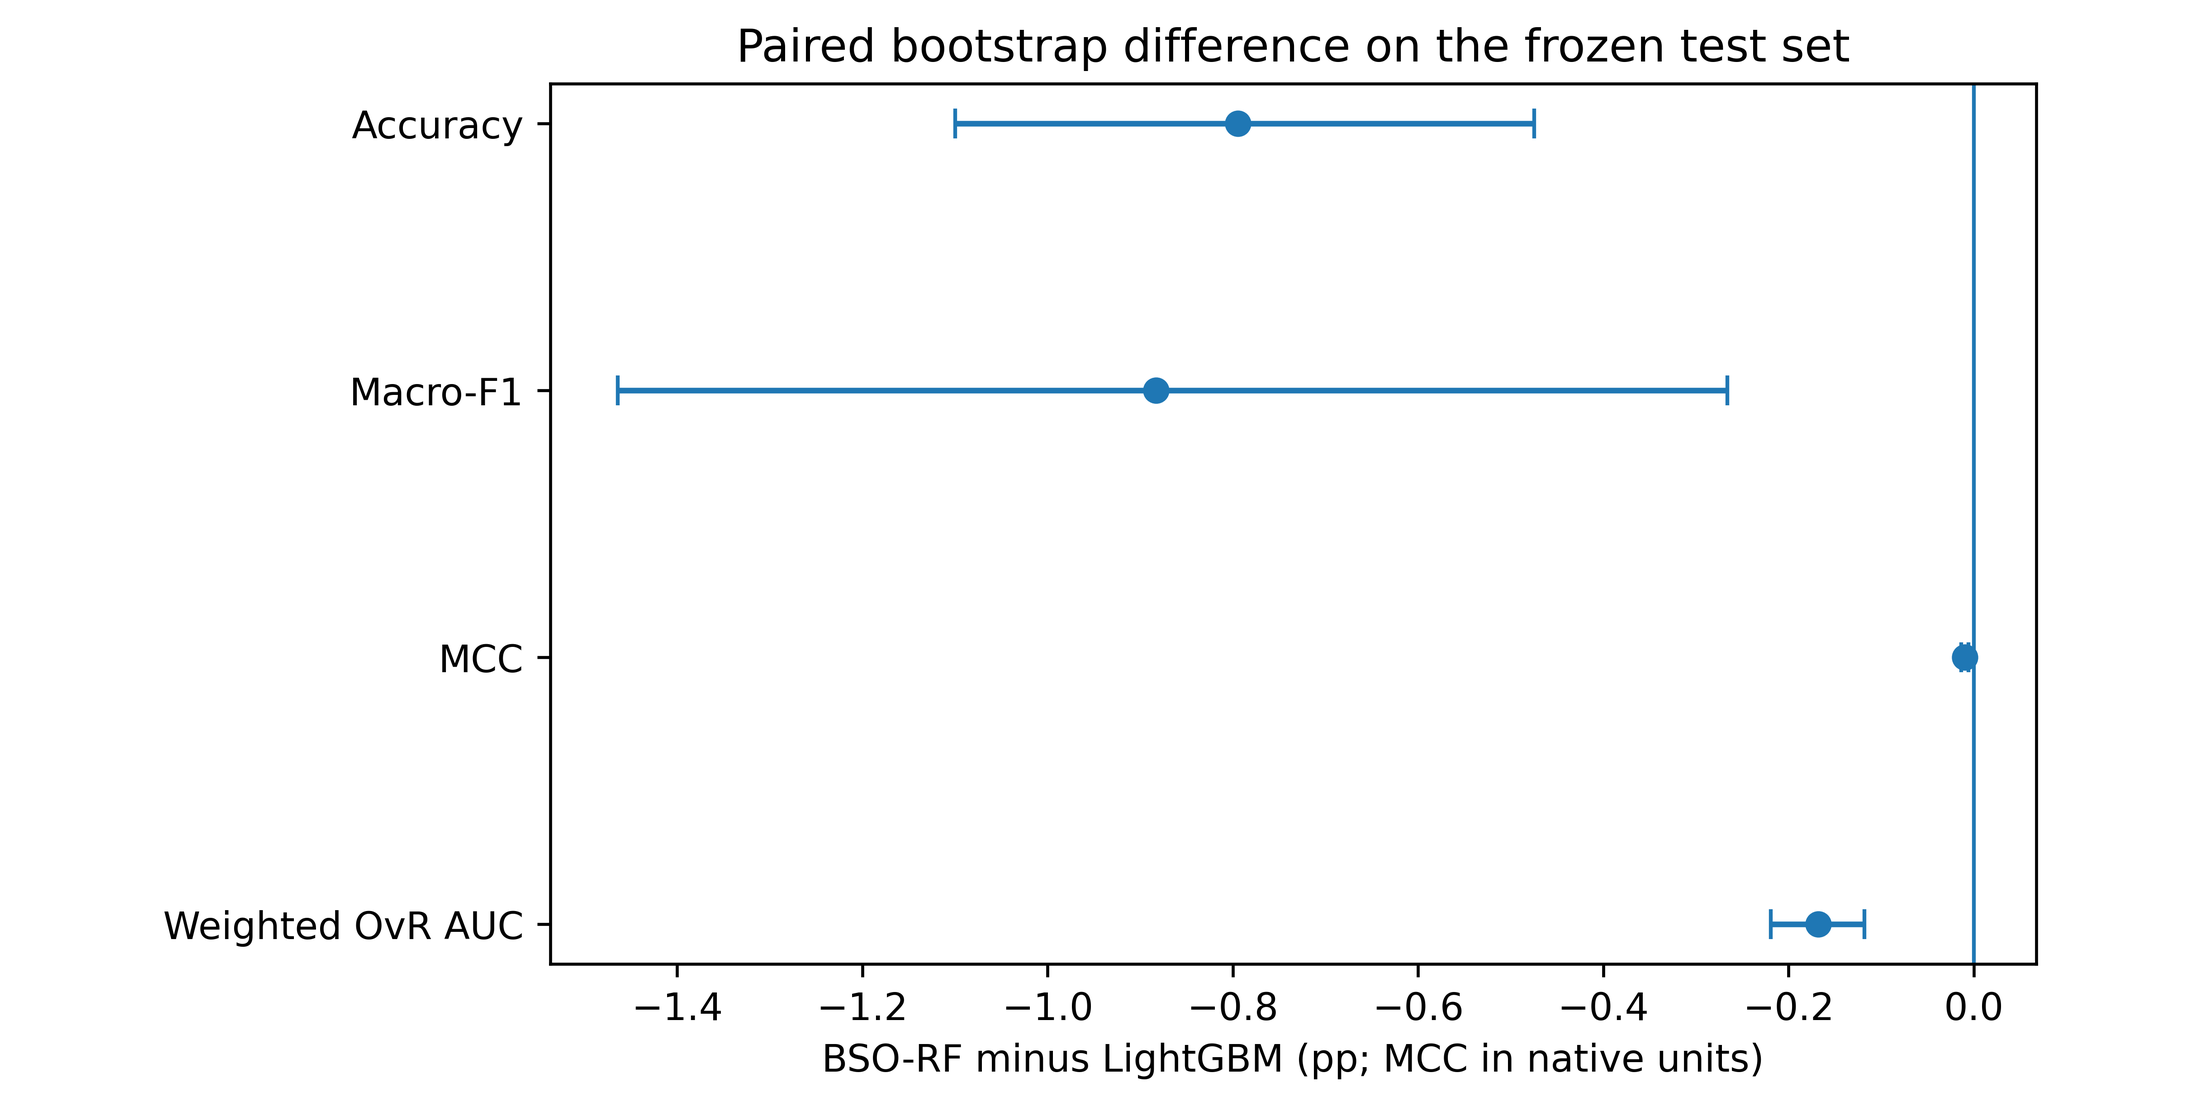 Paired bootstrap difference on the frozen test set
Accuracy
Macro-F1
MCC
Weighted OvR AUC
−1.4 −1.2 −1.0 −0.8 −0.6 −0.4 −0.2 0.0
BSO-RF minus LightGBM (pp; MCC in native units)